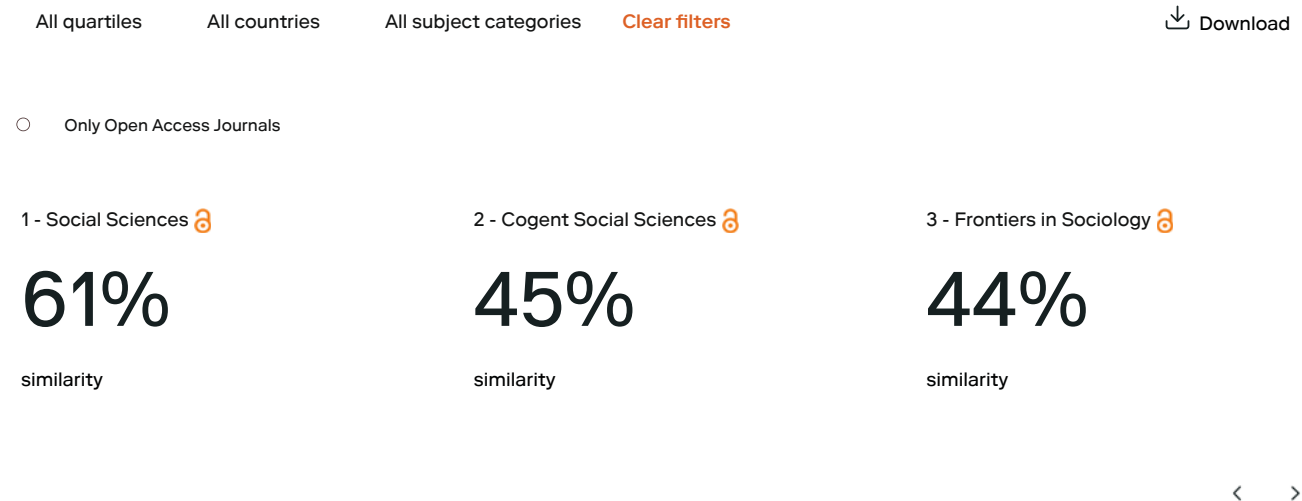 All quartiles All countries All subject categories Clear filters Download
Only Open Access Journals
1 - Social Sciences 2 - Cogent Social Sciences 3 - Frontiers in Sociology
61% 45% 44%
similarity similarity similarity